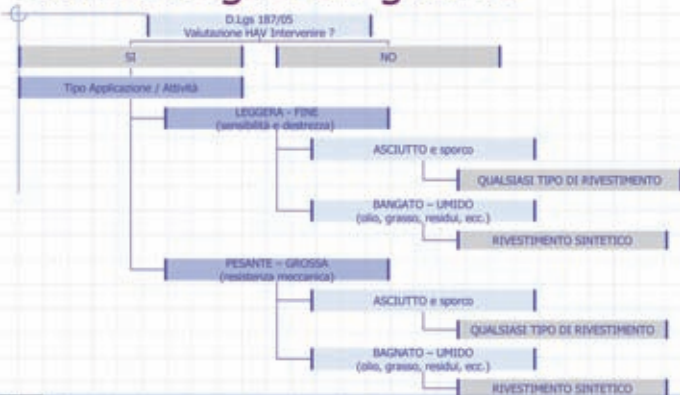 D.Lgs 187/05
Valutazione HAV Intervenire ?
SI
NO
Tipo Applicazione / Attività
LEGGERA - FINE
(sensibilità e destrezza)
ASCIUTTO e sporco
QUALSIASI TIPO DI RIVESTIMENTO
BANGATO – UMIDO
(olio, grasso, residui, ecc.)
RIVESTIMENTO SINTETICO
PESANTE – GROSSA
(resistenza meccanica)
ASCIUTTO e sporco
QUALSIASI TIPO DI RIVESTIMENTO
BAGNATO – UMIDO
(olio, grasso, residui, ecc.)
RIVESTIMENTO SINTETICO